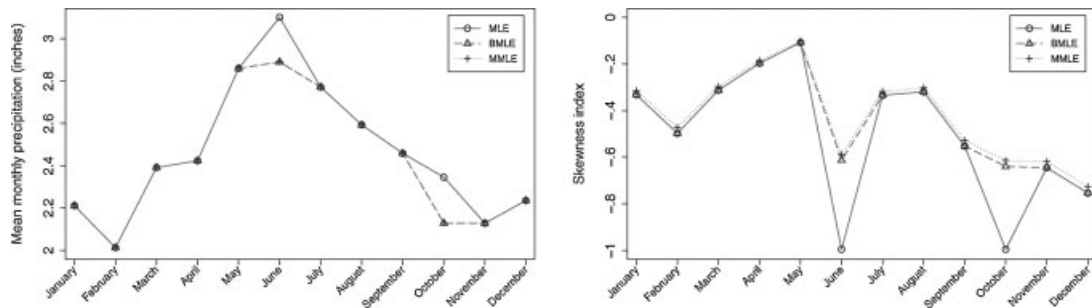 Mean monthly precipitation (inches)
3
2.8
2.6
2.4
2.2
2
MLE
BMLE
MMLE
January
February
March
April
May
June
July
August
September
October
November
December
Skewness index
0
-.2
-.4
-.6
-.8
-1
MLE
BMLE
MMLE
January
February
March
April
May
June
July
August
September
October
November
December